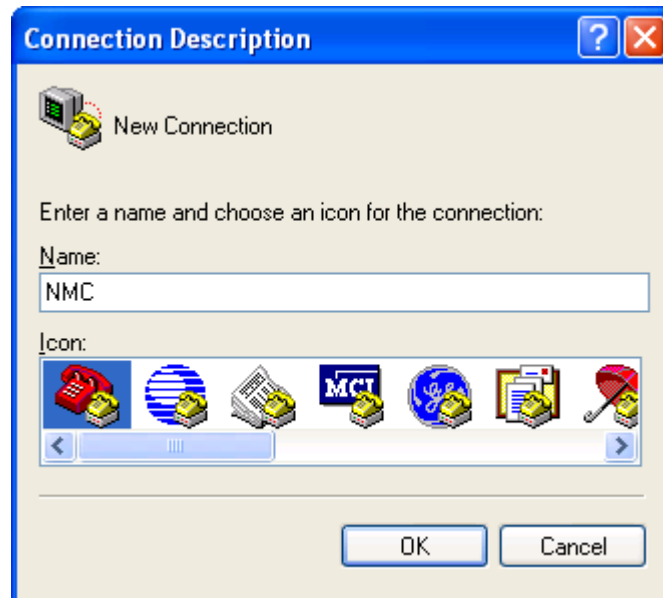 Connection Description
New Connection
Enter a name and choose an icon for the connection:
Name:
NMC
Icon:
MCI
OK
Cancel